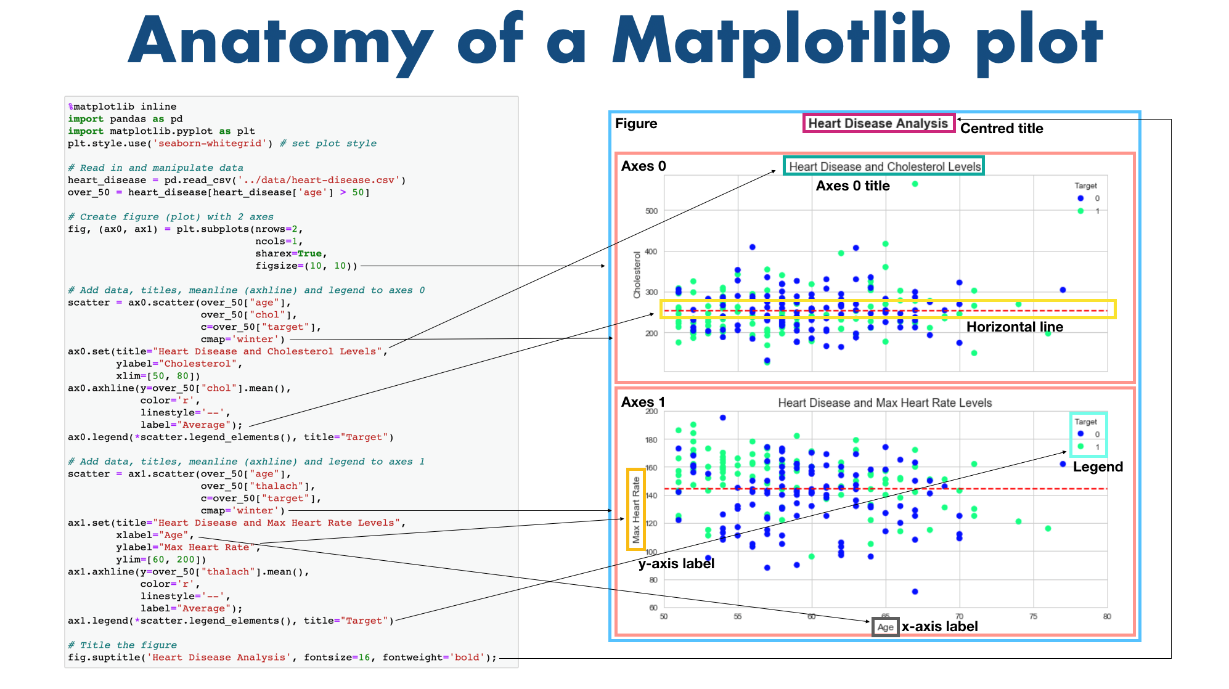 Anatomy of a Matplotlib plot
%matplotlib inline
import pandas as pd
import matplotlib.pyplot as plt
plt.style.use('seaborn-whitegrid') # set plot style
# Read in and manipulate data
heart_disease = pd.read_csv('../data/heart-disease.csv')
over_50 = heart_disease[heart_disease['age'] > 50]
# Create figure (plot) with 2 axes
fig, (ax0, ax1) = plt.subplots(nrows=2,
ncols=1,
sharex=True,
figsize=(10, 10))
# Add data, titles, meanline (axhline) and legend to axes 0
scatter = ax0.scatter(over_50["age"],
over_50["chol"],
c=over_50["target"],
cmap='winter')
ax0.set(title="Heart Disease and Cholesterol Levels",
ylabel="Cholesterol",
xlim=[50, 80])
ax0.axhline(y=over_50["chol"].mean(),
color='r',
linestyle='--',
label="Average");
ax0.legend(*scatter.legend_elements(), title="Target")
# Add data, titles, meanline (axhline) and legend to axes 1
scatter = ax1.scatter(over_50["age"],
over_50["thalach"],
c=over_50["target"],
cmap='winter')
ax1.set(title="Heart Disease and Max Heart Rate Levels",
xlabel="Age",
ylabel="Max Heart Rate",
ylim=[60, 200])
ax1.axhline(y=over_50["thalach"].mean(),
color='r',
linestyle='--',
label="Average");
ax1.legend(*scatter.legend_elements(), title="Target")
# Title the figure
fig.suptitle('Heart Disease Analysis', fontsize=16, fontweight='bold');
Figure
Heart Disease Analysis
Centred title
Axes 0
Heart Disease and Cholesterol Levels
Axes 0 title
Target
0
1
500
400
300
200
Cholesterol
Horizontal line
Axes 1
Heart Disease and Max Heart Rate Levels
Target
0
1
Legend
200
180
160
140
120
100
80
60
Max Heart Rate
y-axis label
50
55
60
65
70
75
80
Age
x-axis label